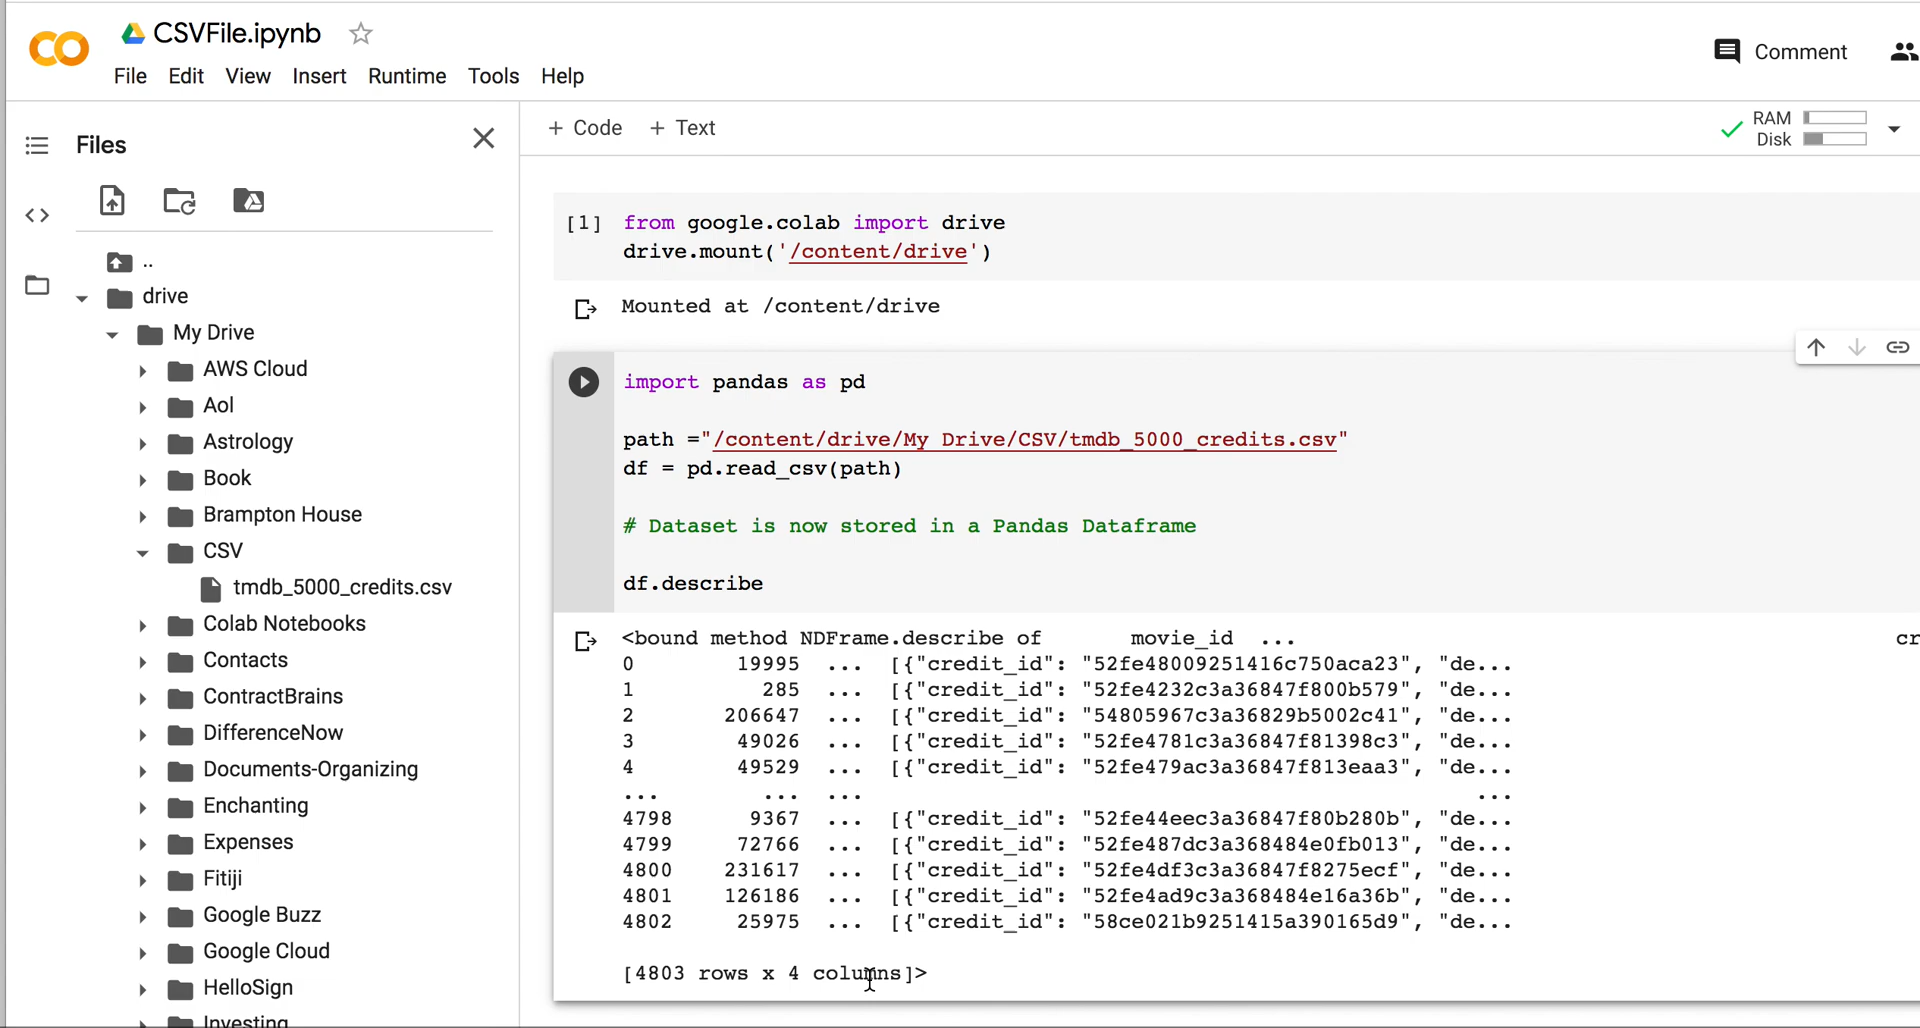 CSVFile.ipynb
File Edit View Insert Runtime Tools Help
Comment
Files
+ Code + Text
RAM
Disk
..
drive
My Drive
AWS Cloud
Aol
Astrology
Book
Brampton House
CSV
tmdb_5000_credits.csv
Colab Notebooks
Contacts
ContractBrains
DifferenceNow
Documents-Organizing
Enchanting
Expenses
Fitiji
Google Buzz
Google Cloud
HelloSign
Investing
[1] from google.colab import drive
drive.mount('/content/drive')
Mounted at /content/drive
import pandas as pd
path ="/content/drive/My Drive/CSV/tmdb_5000_credits.csv"
df = pd.read_csv(path)
# Dataset is now stored in a Pandas Dataframe
df.describe
<bound method NDFrame.describe of       movie_id  ...                                                cr
0        19995  ...  [{"credit_id": "52fe48009251416c750aca23", "de...
1          285  ...  [{"credit_id": "52fe4232c3a36847f800b579", "de...
2       206647  ...  [{"credit_id": "54805967c3a36829b5002c41", "de...
3        49026  ...  [{"credit_id": "52fe4781c3a36847f81398c3", "de...
4        49529  ...  [{"credit_id": "52fe479ac3a36847f813eaa3", "de...
...        ...  ...                                                ...
4798      9367  ...  [{"credit_id": "52fe44eec3a36847f80b280b", "de...
4799     72766  ...  [{"credit_id": "52fe487dc3a368484e0fb013", "de...
4800    231617  ...  [{"credit_id": "52fe4df3c3a36847f8275ecf", "de...
4801    126186  ...  [{"credit_id": "52fe4ad9c3a368484e16a36b", "de...
4802     25975  ...  [{"credit_id": "58ce021b9251415a390165d9", "de...
[4803 rows x 4 columns]>